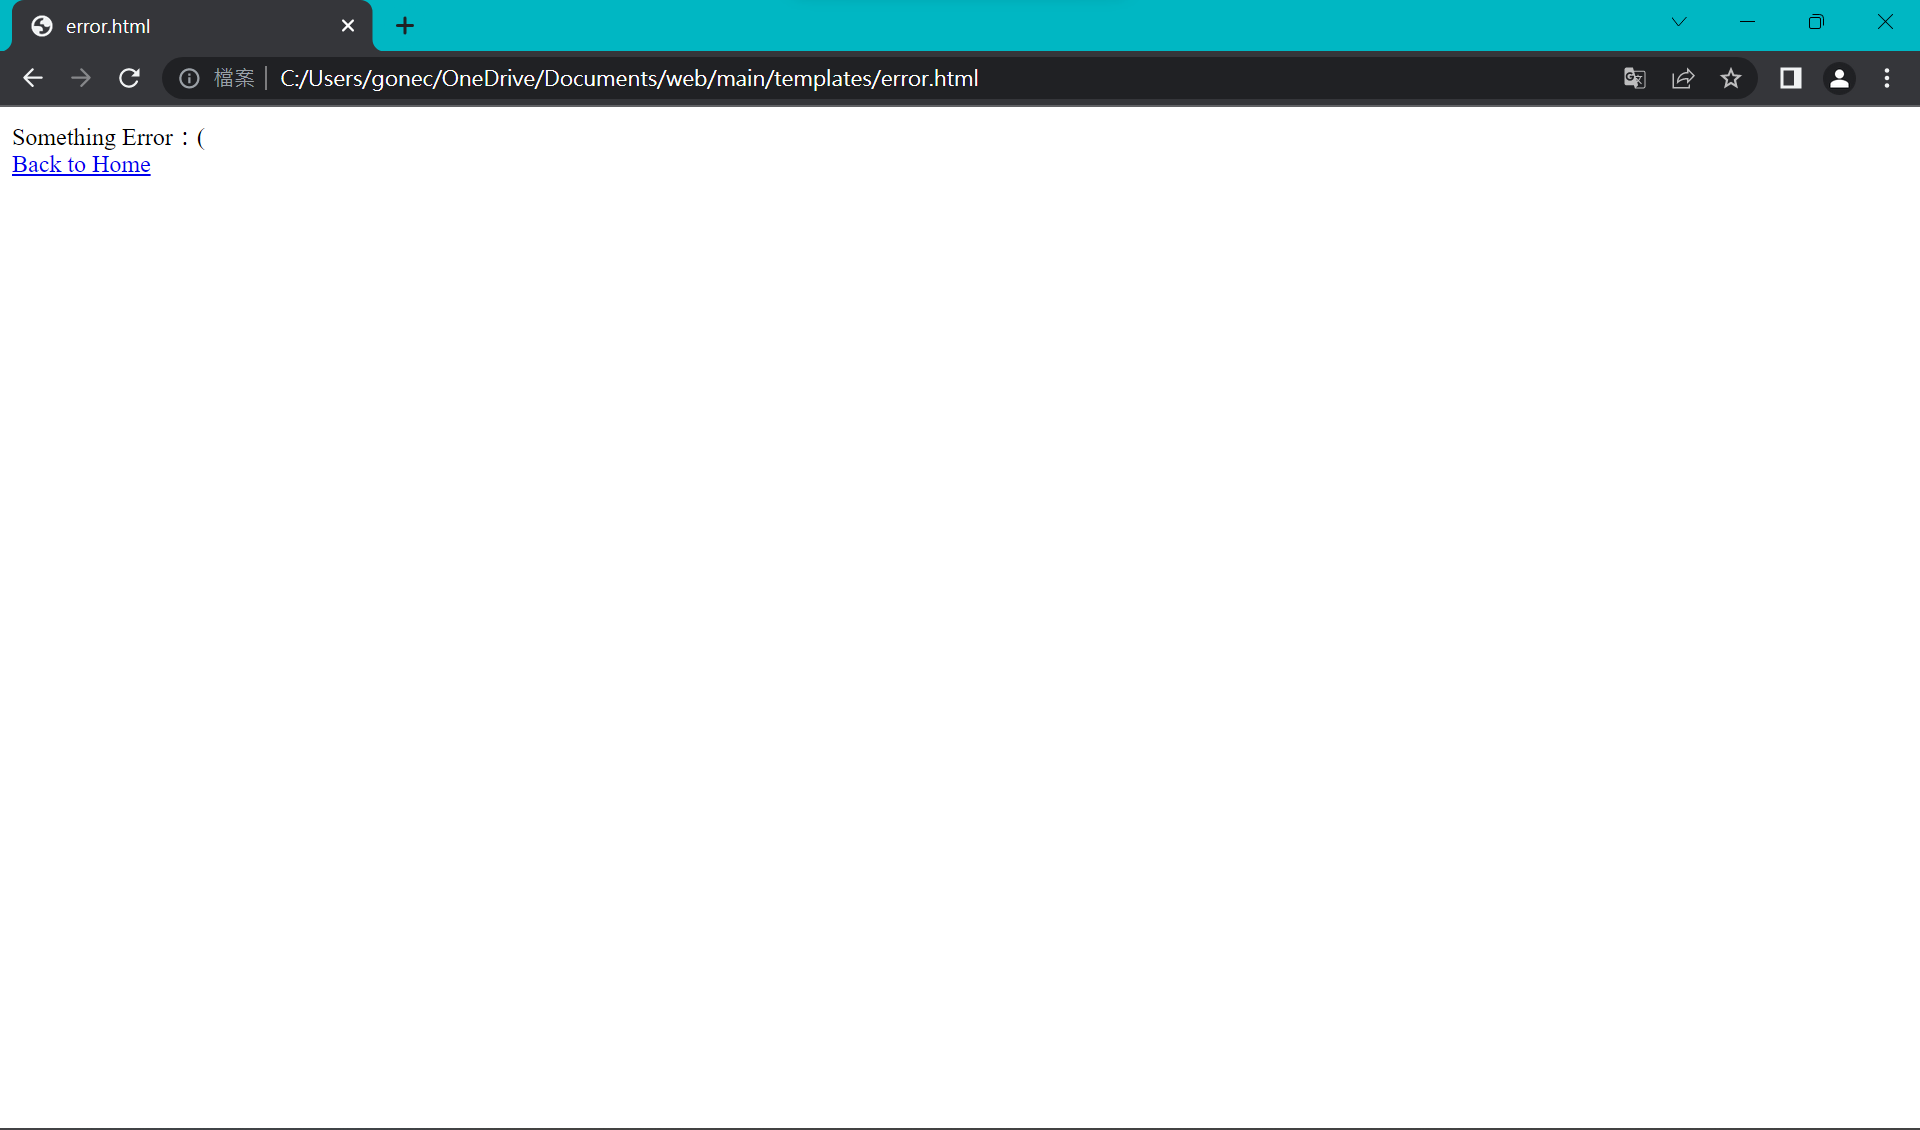 error.html
檔案 C:/Users/gonec/OneDrive/Documents/web/main/templates/error.html
Something Error：(
Back to Home